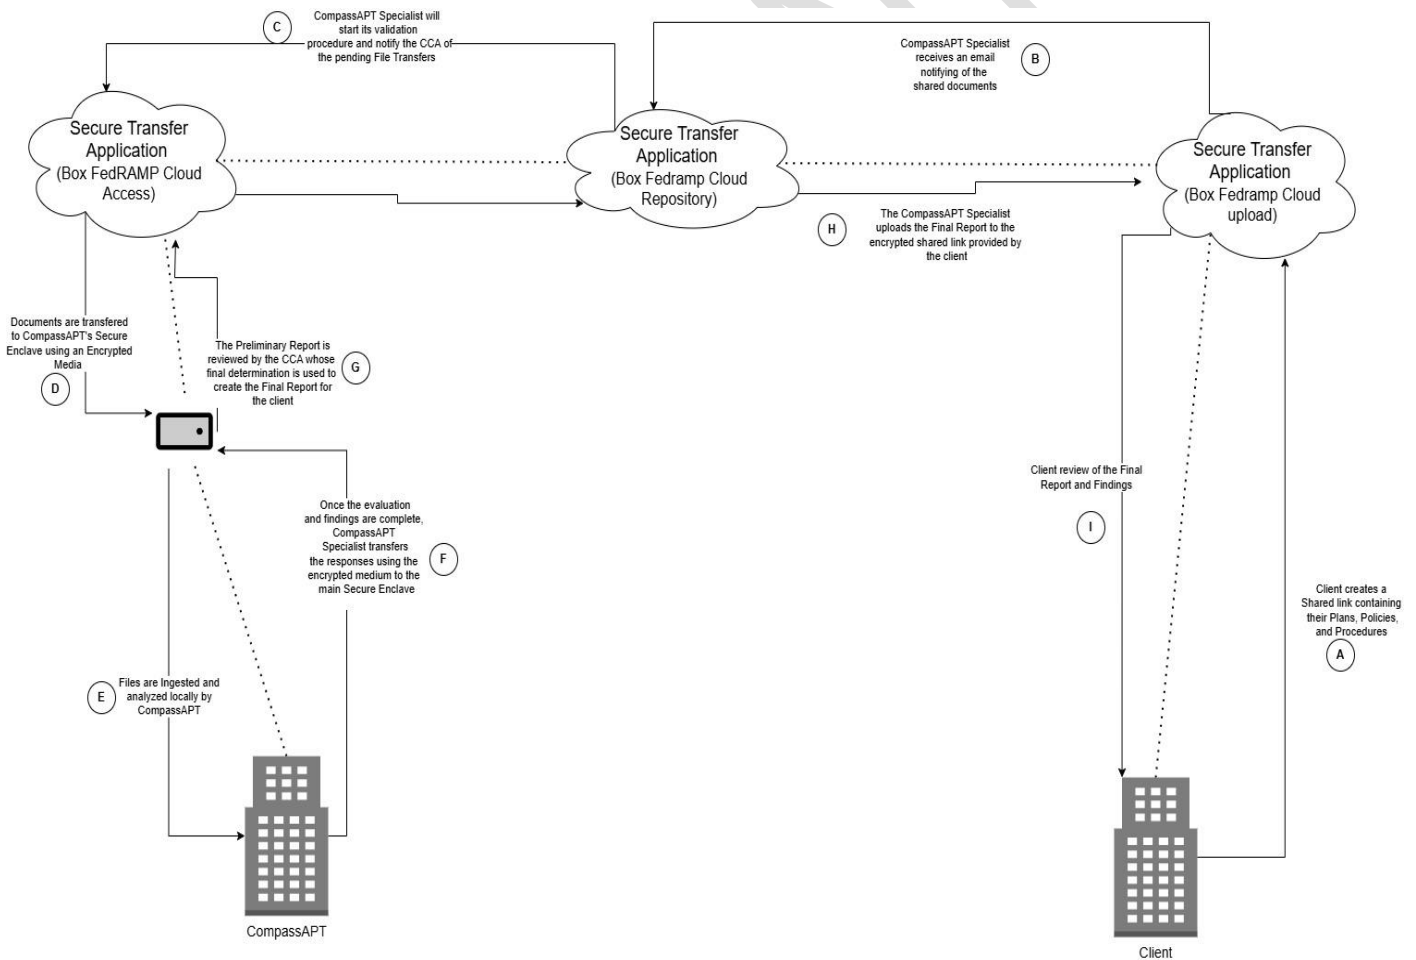 C
CompassAPT Specialist will
start its validation
procedure and notify the CCA of
the pending File Transfers
CompassAPT Specialist
receives an email
notifying of the
shared documents
B
Secure Transfer
Application
(Box FedRAMP Cloud
Access)
Secure Transfer
Application
(Box Fedramp Cloud
Repository)
Secure Transfer
Application
(Box Fedramp Cloud
upload)
H
The CompassAPT Specialist
uploads the Final Report to the
encrypted shared link provided by
the client
Documents are transfered
to CompassAPT's Secure
Enclave using an Encrypted
Media
D
The Preliminary Report is
reviewed by the CCA whose
final determination is used to
create the Final Report for
the client
G
Once the evaluation
and findings are complete,
CompassAPT
Specialist transfers
the responses using the
encrypted medium to the
main Secure Enclave
F
Client review of the Final
Report and Findings
I
Client creates a
Shared link containing
their Plans, Policies,
and Procedures
A
E
Files are Ingested and
analyzed locally by
CompassAPT
CompassAPT
Client